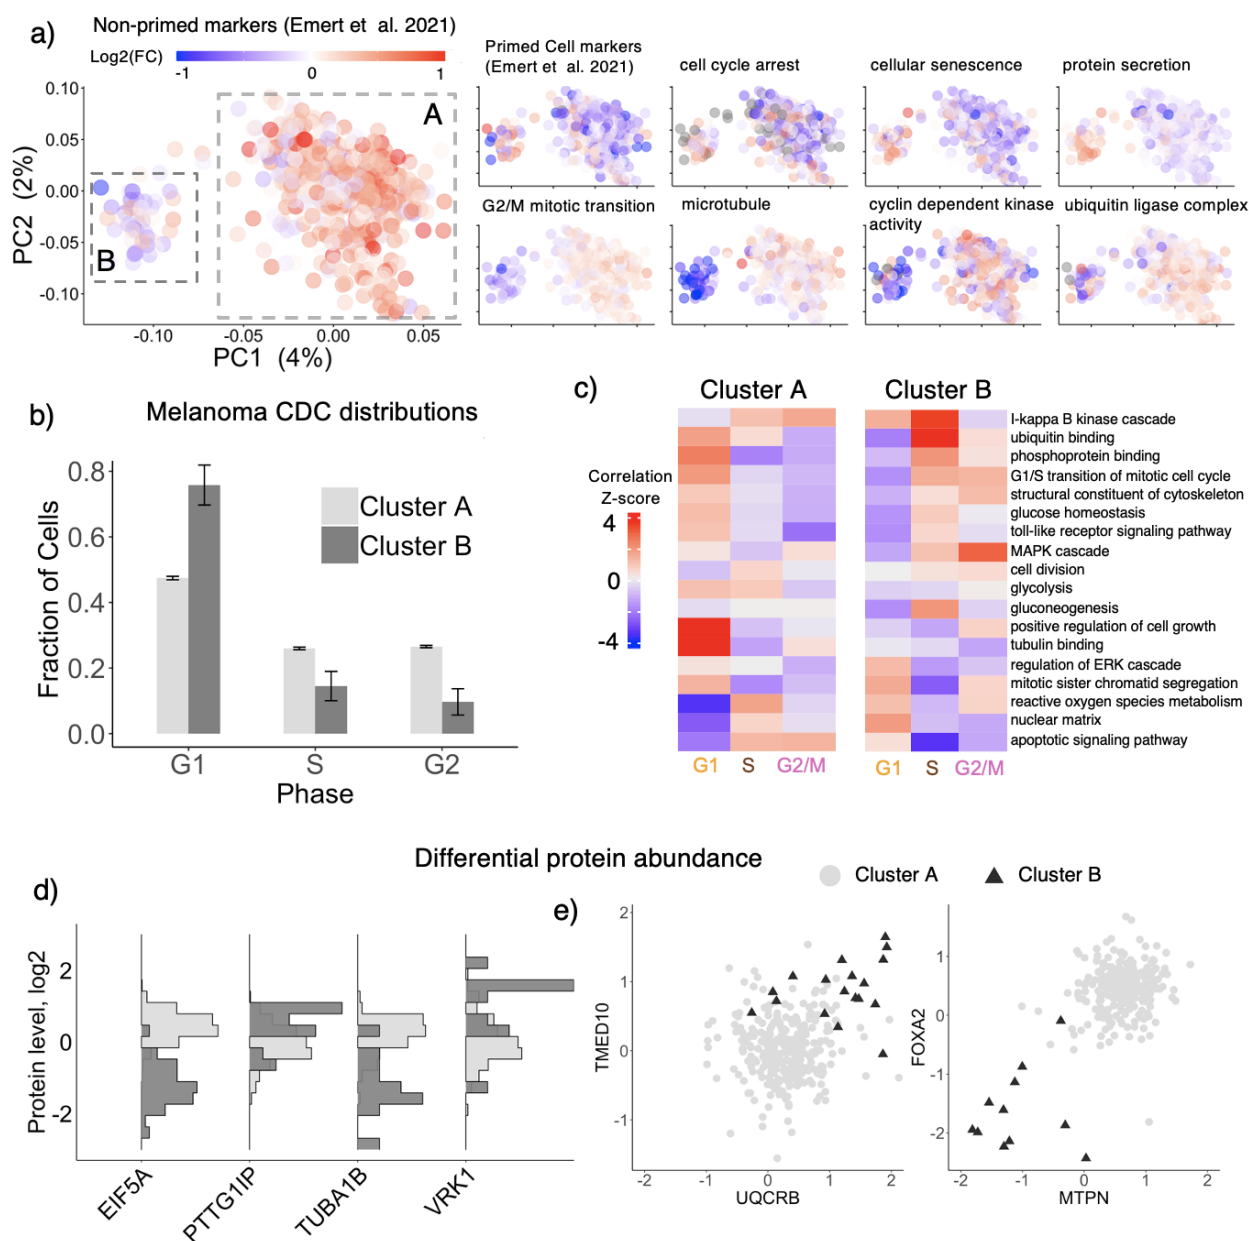 a)
Non-primed markers (Emert et al. 2021)
Log2(FC)
-1
0
1
A
B
0.10
0.05
0.00
-0.05
-0.10
PC2 (2%)
-0.10
-0.05
0.00
0.05
PC1 (4%)
Primed Cell markers
(Emert et al. 2021)
cell cycle arrest
cellular senescence
protein secretion
G2/M mitotic transition
microtubule
cyclin dependent kinase
activity
ubiquitin ligase complex
b)
Melanoma CDC distributions
0.8
0.6
0.4
0.2
0.0
Fraction of Cells
Cluster A
Cluster B
G1
S
G2
Phase
c)
Cluster A
Cluster B
Correlation
Z-score
4
0
-4
I-kappa B kinase cascade
ubiquitin binding
phosphoprotein binding
G1/S transition of mitotic cell cycle
structural constituent of cytoskeleton
glucose homeostasis
toll-like receptor signaling pathway
MAPK cascade
cell division
glycolysis
gluconeogenesis
positive regulation of cell growth
tubulin binding
regulation of ERK cascade
mitotic sister chromatid segregation
reactive oxygen species metabolism
nuclear matrix
apoptotic signaling pathway
G1
S
G2/M
G1
S
G2/M
Differential protein abundance
Cluster A
Cluster B
d)
Protein level, log2
2
0
-2
EIF5A
PTTG1IP
TUBA1B
VRK1
e)
TMED10
2
1
0
-1
-2
-1
0
1
2
UQCRB
FOXA2
1
0
-1
-2
-2
-1
0
1
2
MTPN